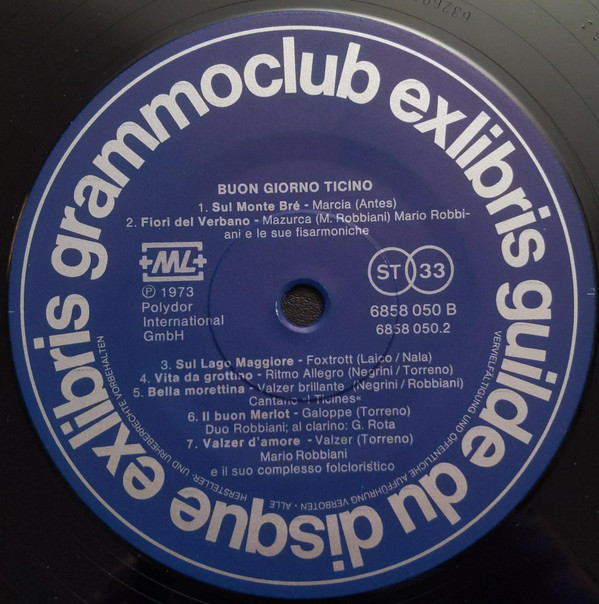 grammoclub exlibris guilde du disque exlibris
BUON GIORNO TICINO
1. Sul Monte Bré - Marcia (Antes)
2. Fiori del Verbano - Mazurca (M. Robbiani) Mario Robbi-
ani e le sue fisarmoniche
+ML+
ST 33
Ⓟ 1973
Polydor
International
GmbH
6858 050 B
6858 050.2
3. Sul Lago Maggiore - Foxtrott (Laico / Nala)
4. Vita da grottino - Ritmo Allegro (Negrini / Torreno)
5. Bella morettina - Valzer brillante (Negrini / Robbiani)
Cantano „I Ticines“
6. Il buon Merlot - Galoppe (Torreno)
Duo Robbiani; al clarino: G. Rota
7. Valzer d'amore - Valzer (Torreno)
Mario Robbiani
e il suo complesso folcloristico
ALLE HERSTELLER- UND URHEBERRECHTE VORBEHALTEN
VERVIELFÄLTIGUNG UND ÖFFENTLICHE AUFFÜHRUNG VERBOTEN -